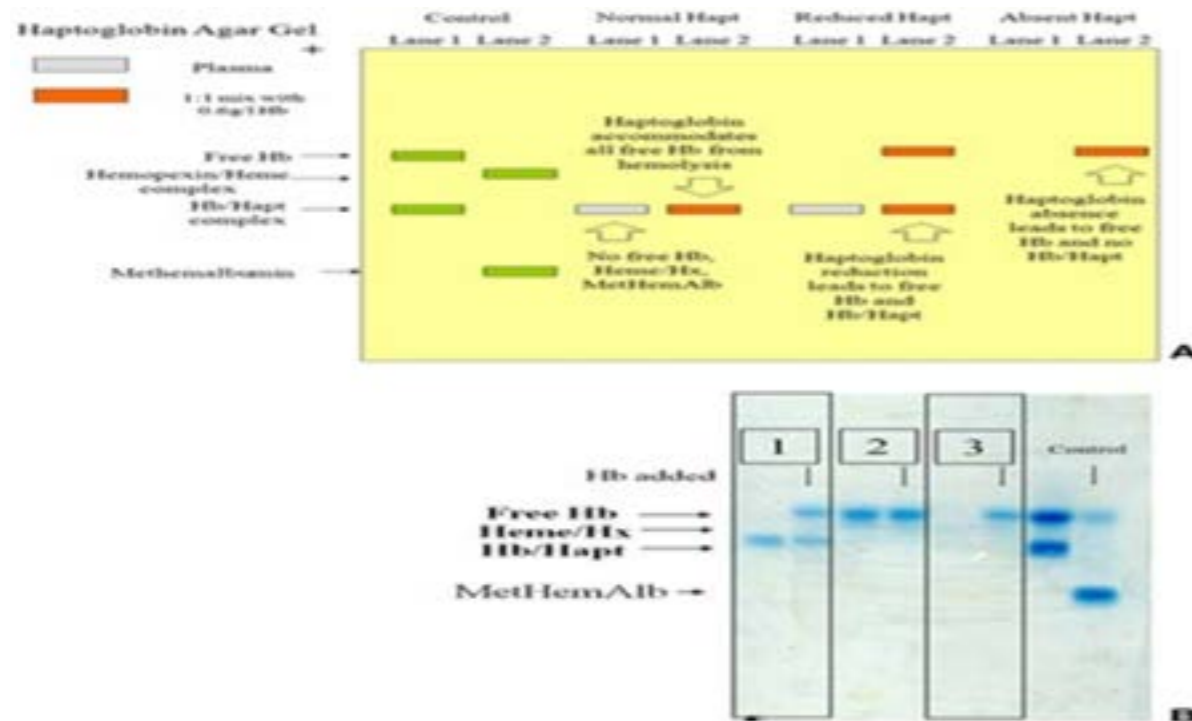 Haptoglobin Agar Gel
+
Plasma
1:1 mix with
0.6g/l Hb
Control
Normal Hapt
Reduced Hapt
Absent Hapt
Lane 1 Lane 2
Lane 1 Lane 2
Lane 1 Lane 2
Lane 1 Lane 2
Free Hb
Hemopexin/Heme
complex
Hb/Hapt
complex
Methemalbumin
Haptoglobin
accommodates
all free Hb from
hemolysis
No free Hb,
Heme/Hx,
MetHemAlb
Haptoglobin
reduction
leads to free
Hb and
Hb/Hapt
Haptoglobin
absence
leads to free
Hb and no
Hb/Hapt
A
1
2
3
Control
Hb added
Free Hb
Heme/Hx
Hb/Hapt
MetHemAlb
B